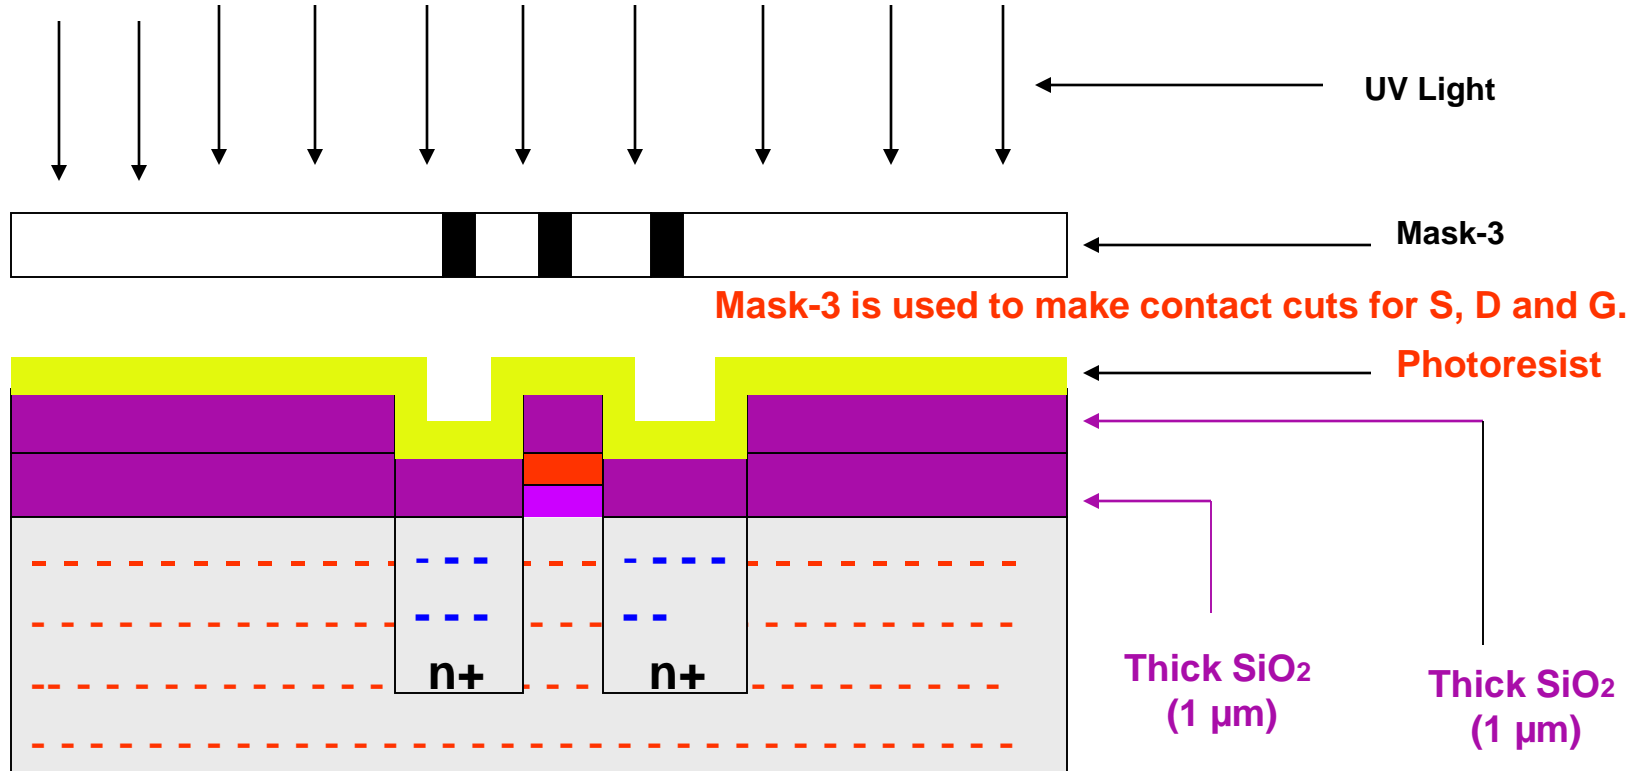 UV Light
Mask-3
Mask-3 is used to make contact cuts for S, D and G.
Photoresist
n+
n+
Thick SiO2
(1 µm)
Thick SiO2
(1 µm)